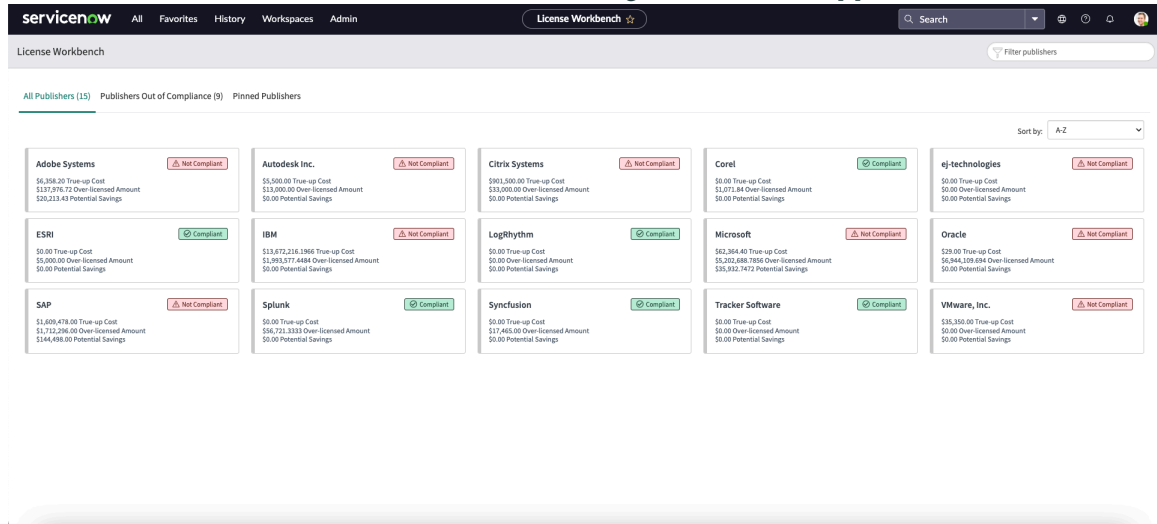 servicenow All Favorites History Workspaces Admin License Workbench Search
License Workbench Filter publishers
All Publishers (15) Publishers Out of Compliance (9) Pinned Publishers
Sort by: A-Z
Adobe Systems Not Compliant
$6,358.20 True-up Cost
$137,976.72 Over-licensed Amount
$20,213.43 Potential Savings
Autodesk Inc. Not Compliant
$5,500.00 True-up Cost
$13,000.00 Over-licensed Amount
$0.00 Potential Savings
Citrix Systems Not Compliant
$901,500.00 True-up Cost
$33,000.00 Over-licensed Amount
$0.00 Potential Savings
Corel Compliant
$0.00 True-up Cost
$1,071.84 Over-licensed Amount
$0.00 Potential Savings
ej-technologies Not Compliant
$0.00 True-up Cost
$0.00 Over-licensed Amount
$0.00 Potential Savings
ESRI Compliant
$0.00 True-up Cost
$5,000.00 Over-licensed Amount
$0.00 Potential Savings
IBM Not Compliant
$13,672,216.1966 True-up Cost
$1,993,577.4484 Over-licensed Amount
$0.00 Potential Savings
LogRhythm Compliant
$0.00 True-up Cost
$0.00 Over-licensed Amount
$0.00 Potential Savings
Microsoft Not Compliant
$62,364.40 True-up Cost
$5,202,688.7856 Over-licensed Amount
$35,932.7472 Potential Savings
Oracle Not Compliant
$29.00 True-up Cost
$6,944,109.694 Over-licensed Amount
$0.00 Potential Savings
SAP Not Compliant
$1,609,478.00 True-up Cost
$1,712,296.00 Over-licensed Amount
$144,498.00 Potential Savings
Splunk Compliant
$0.00 True-up Cost
$56,721.3333 Over-licensed Amount
$0.00 Potential Savings
Syncfusion Compliant
$0.00 True-up Cost
$17,465.00 Over-licensed Amount
$0.00 Potential Savings
Tracker Software Compliant
$0.00 True-up Cost
$0.00 Over-licensed Amount
$0.00 Potential Savings
VMware, Inc. Not Compliant
$35,350.00 True-up Cost
$0.00 Over-licensed Amount
$0.00 Potential Savings